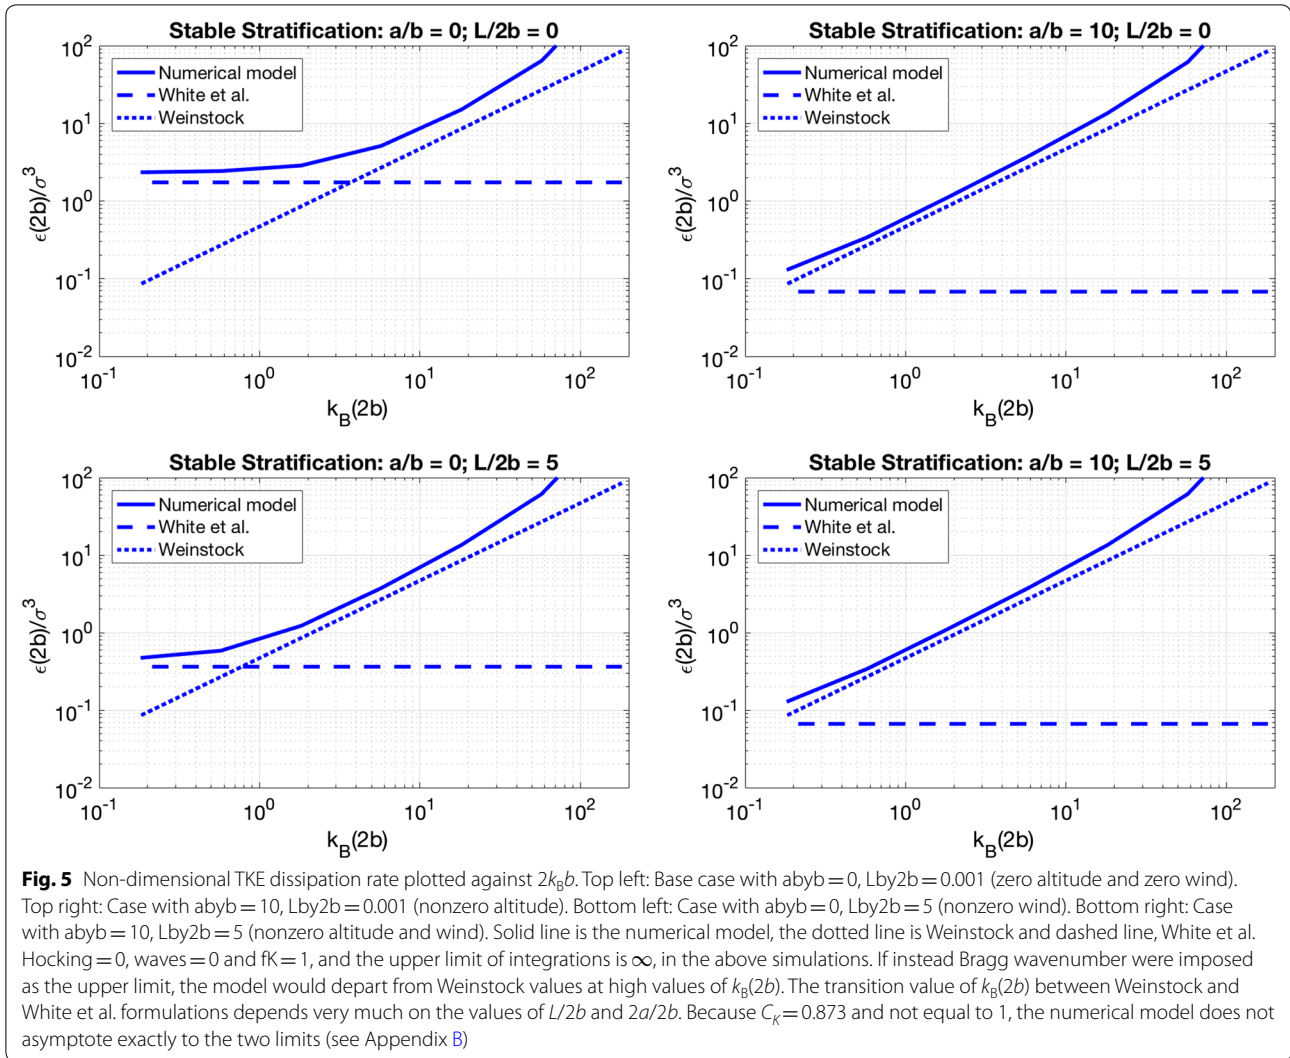 Stable Stratification: a/b = 0; L/2b = 0
10^2
10^1
10^0
10^-1
10^-2
ϵ(2b)/σ^3
Numerical model
White et al.
Weinstock
10^-1
10^0
10^1
10^2
k_B(2b)
Stable Stratification: a/b = 10; L/2b = 0
10^2
10^1
10^0
10^-1
10^-2
ϵ(2b)/σ^3
Numerical model
White et al.
Weinstock
10^-1
10^0
10^1
10^2
k_B(2b)
Stable Stratification: a/b = 0; L/2b = 5
10^2
10^1
10^0
10^-1
10^-2
ϵ(2b)/σ^3
Numerical model
White et al.
Weinstock
10^-1
10^0
10^1
10^2
k_B(2b)
Stable Stratification: a/b = 10; L/2b = 5
10^2
10^1
10^0
10^-1
10^-2
ϵ(2b)/σ^3
Numerical model
White et al.
Weinstock
10^-1
10^0
10^1
10^2
k_B(2b)
Fig. 5 Non-dimensional TKE dissipation rate plotted against 2k_Bb. Top left: Base case with abyb = 0, Lby2b = 0.001 (zero altitude and zero wind).
Top right: Case with abyb = 10, Lby2b = 0.001 (nonzero altitude). Bottom left: Case with abyb = 0, Lby2b = 5 (nonzero wind). Bottom right: Case
with abyb = 10, Lby2b = 5 (nonzero altitude and wind). Solid line is the numerical model, the dotted line is Weinstock and dashed line, White et al.
Hocking = 0, waves = 0 and fK = 1, and the upper limit of integrations is ∞, in the above simulations. If instead Bragg wavenumber were imposed
as the upper limit, the model would depart from Weinstock values at high values of k_B(2b). The transition value of k_B(2b) between Weinstock and
White et al. formulations depends very much on the values of L/2b and 2a/2b. Because C_K = 0.873 and not equal to 1, the numerical model does not
asymptote exactly to the two limits (see Appendix B)